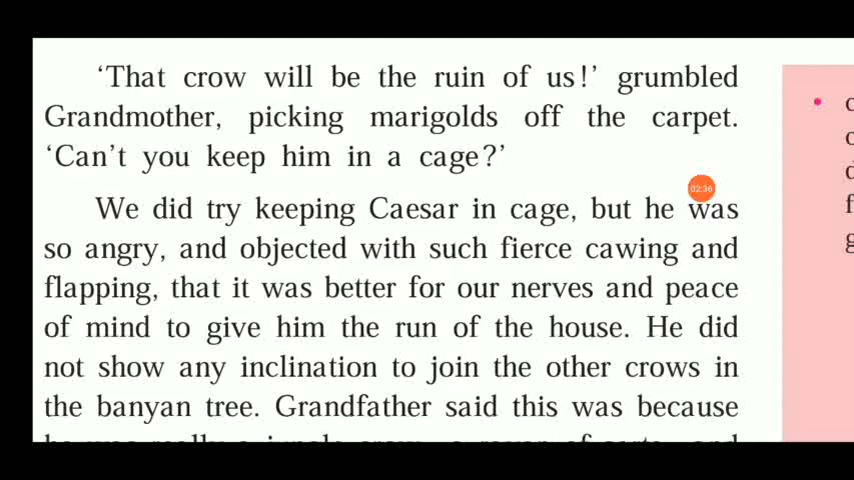 ‘That crow will be the ruin of us!’ grumbled
Grandmother, picking marigolds off the carpet.
‘Can’t you keep him in a cage?’
02:36
We did try keeping Caesar in cage, but he was
so angry, and objected with such fierce cawing and
flapping, that it was better for our nerves and peace
of mind to give him the run of the house. He did
not show any inclination to join the other crows in
the banyan tree. Grandfather said this was because